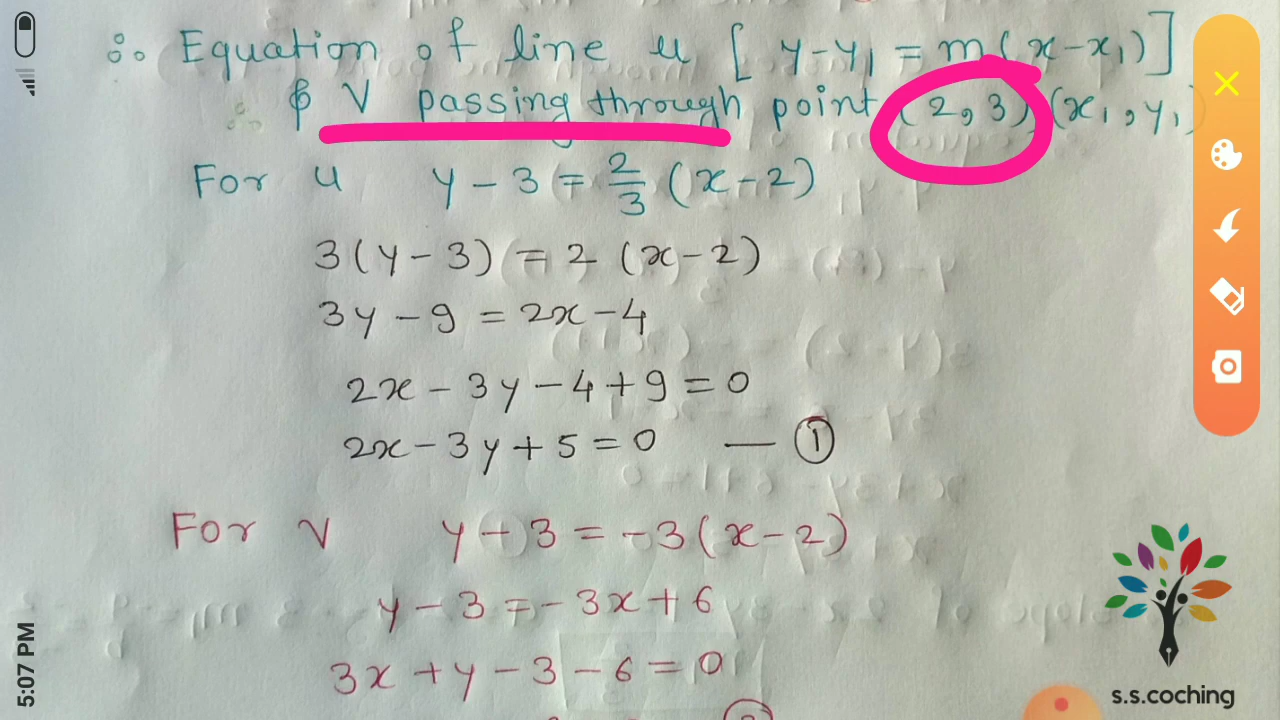 ∴ Equation of line u [ y-y₁ = m(x-x₁)]
& V passing through point (2,3) (x₁,y₁)
For u y-3 = 2/3 (x-2)
3(y-3) = 2 (x-2)
3y-9 = 2x-4
2x-3y-4+9=0
2x-3y+5=0 — ①
For v y-3 = -3(x-2)
y-3 = -3x+6
3x+y-3-6=0
5:07 PM
s.s.coching